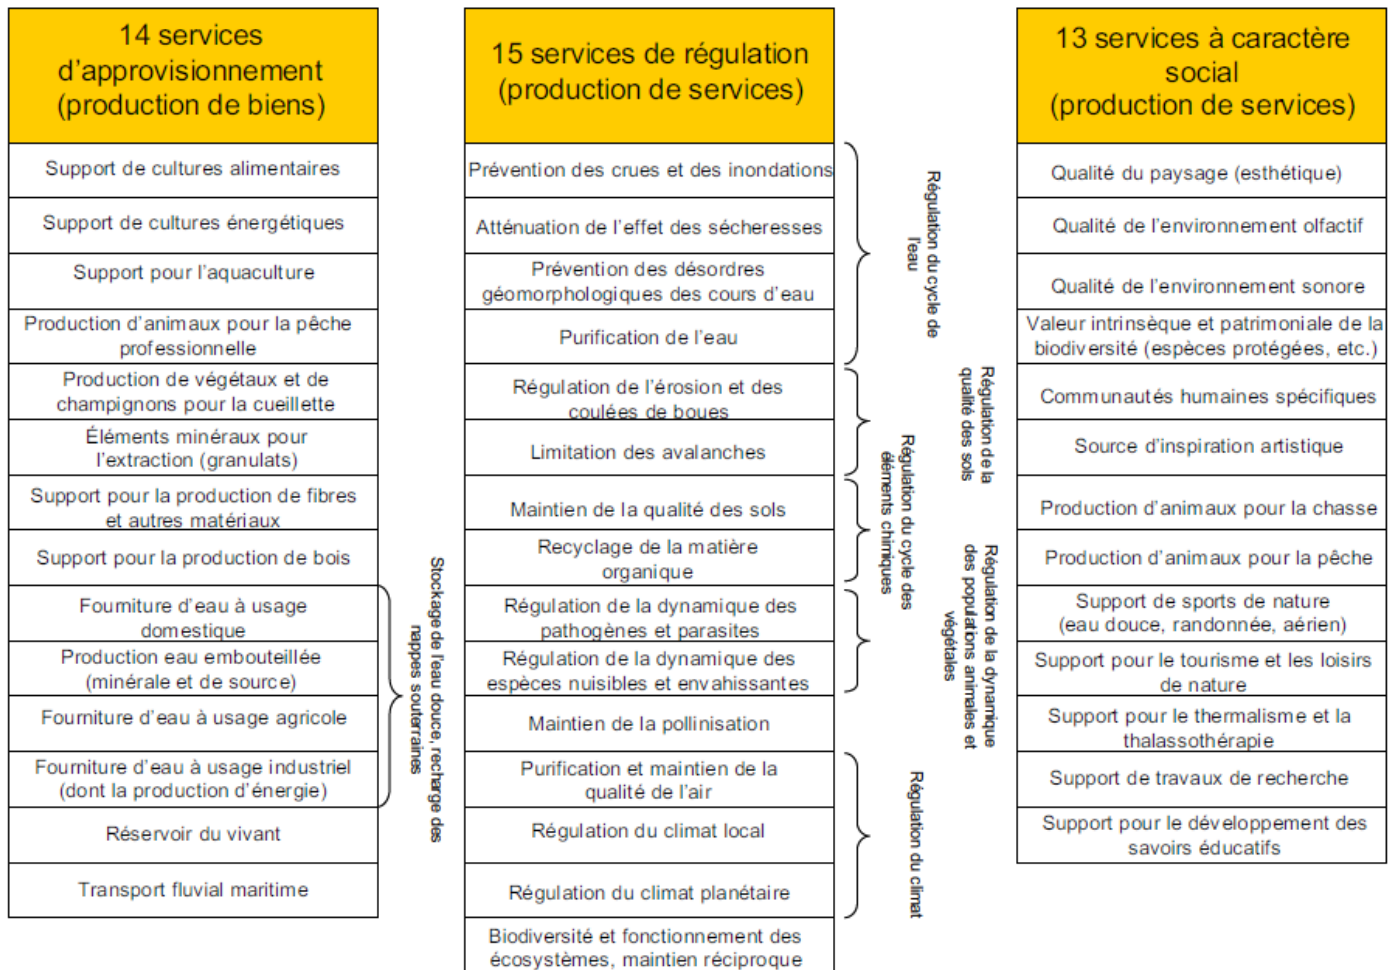 14 services
d'approvisionnement
(production de biens)
Support de cultures alimentaires
Support de cultures énergétiques
Support pour l'aquaculture
Production d'animaux pour la pêche
professionnelle
Production de végétaux et de
champignons pour la cueillette
Éléments minéraux pour
l'extraction (granulats)
Support pour la production de fibres
et autres matériaux
Support pour la production de bois
Fourniture d'eau à usage
domestique
Production eau embouteillée
(minérale et de source)
Fourniture d'eau à usage agricole
Fourniture d'eau à usage industriel
(dont la production d'énergie)
Réservoir du vivant
Transport fluvial maritime
Stockage de l'eau douce, recharge des
nappes souterraines
15 services de régulation
(production de services)
Prévention des crues et des inondations
Atténuation de l'effet des sécheresses
Prévention des désordres
géomorphologiques des cours d'eau
Purification de l'eau
Régulation de l'érosion et des
coulées de boues
Limitation des avalanches
Maintien de la qualité des sols
Recyclage de la matière
organique
Régulation de la dynamique des
pathogènes et parasites
Régulation de la dynamique des
espèces nuisibles et envahissantes
Maintien de la pollinisation
Purification et maintien de la
qualité de l'air
Régulation du climat local
Régulation du climat planétaire
Biodiversité et fonctionnement des
écosystèmes, maintien réciproque
Régulation du cycle de
l'eau
Régulation de la
qualité des sols
Régulation du cycle des
éléments chimiques
Régulation de la dynamique
des populations animales et
végétales
Régulation du climat
13 services à caractère
social
(production de services)
Qualité du paysage (esthétique)
Qualité de l'environnement olfactif
Qualité de l'environnement sonore
Valeur intrinsèque et patrimoniale de la
biodiversité (espèces protégées, etc.)
Communautés humaines spécifiques
Source d'inspiration artistique
Production d'animaux pour la chasse
Production d'animaux pour la pêche
Support de sports de nature
(eau douce, randonnée, aérien)
Support pour le tourisme et les loisirs
de nature
Support pour le thermalisme et la
thalassothérapie
Support de travaux de recherche
Support pour le développement des
savoirs éducatifs